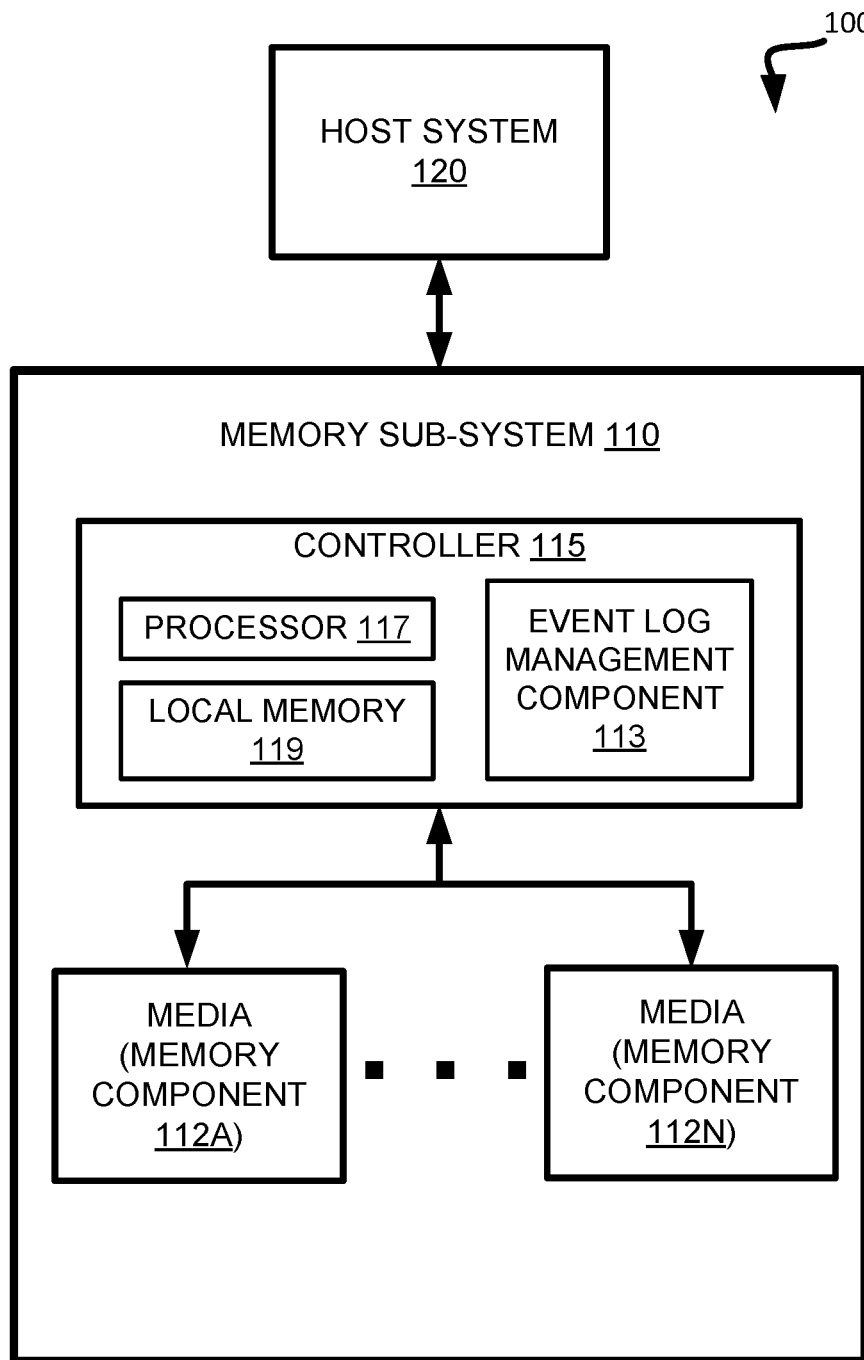 100
HOST SYSTEM
120
MEMORY SUB-SYSTEM 110
CONTROLLER 115
PROCESSOR 117
LOCAL MEMORY
119
EVENT LOG
MANAGEMENT
COMPONENT
113
MEDIA
(MEMORY
COMPONENT
112A)
MEDIA
(MEMORY
COMPONENT
112N)